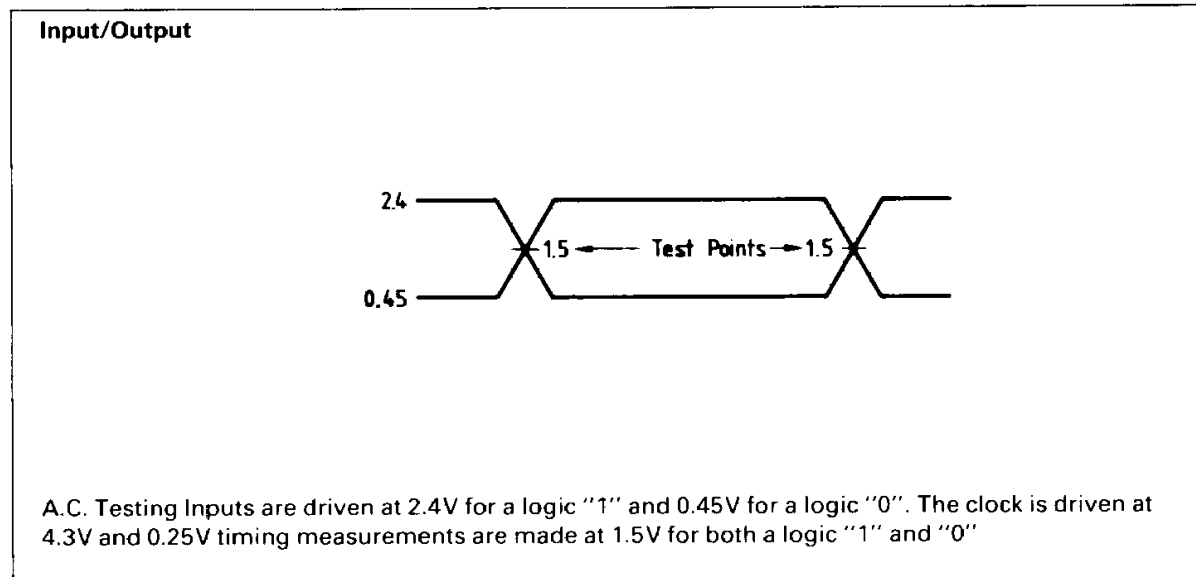 Input/Output
2.4
1.5 Test Points 1.5
0.45
A.C. Testing Inputs are driven at 2.4V for a logic "1" and 0.45V for a logic "0". The clock is driven at
4.3V and 0.25V timing measurements are made at 1.5V for both a logic "1" and "0"